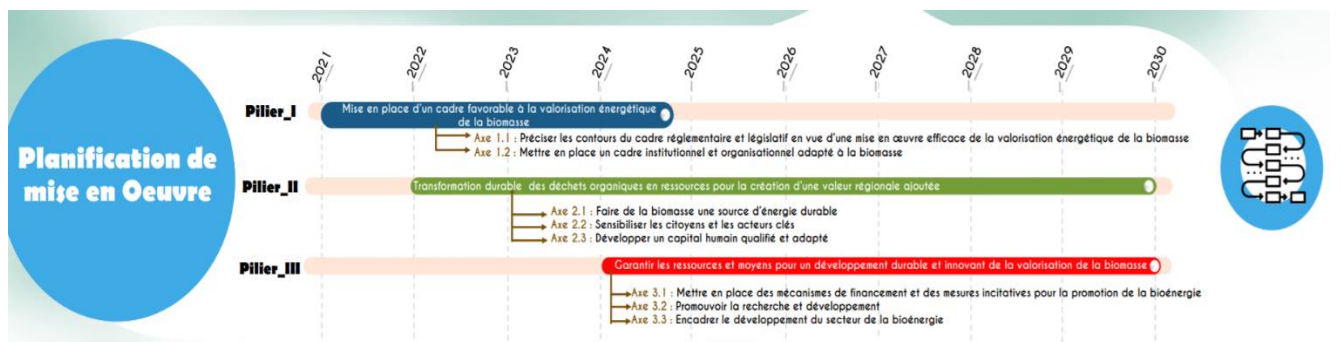 Planification de
mise en Oeuvre
2021
2022
2023
2024
2025
2026
2027
2028
2029
2030
Pilier_I
Mise en place d'un cadre favorable à la valorisation énergétique
de la biomasse
Axe 1.1 : Préciser les contours du cadre réglementaire et législatif en vue d'une mise en œuvre efficace de la valorisation énergétique de la biomasse
Axe 1.2 : Mettre en place un cadre institutionnel et organisationnel adapté à la biomasse
Pilier_II
Transformation durable des déchets organiques en ressources pour la création d'une valeur régionale ajoutée
Axe 2.1 : Faire de la biomasse une source d'énergie durable
Axe 2.2 : Sensibiliser les citoyens et les acteurs clés
Axe 2.3 : Développer un capital humain qualifié et adapté
Pilier_III
Garantir les ressources et moyens pour un développement durable et innovant de la valorisation de la biomasse
Axe 3.1 : Mettre en place des mécanismes de financement et des mesures incitatives pour la promotion de la bioénergie
Axe 3.2 : Promouvoir la recherche et développement
Axe 3.3 : Encadrer le développement du secteur de la bioénergie